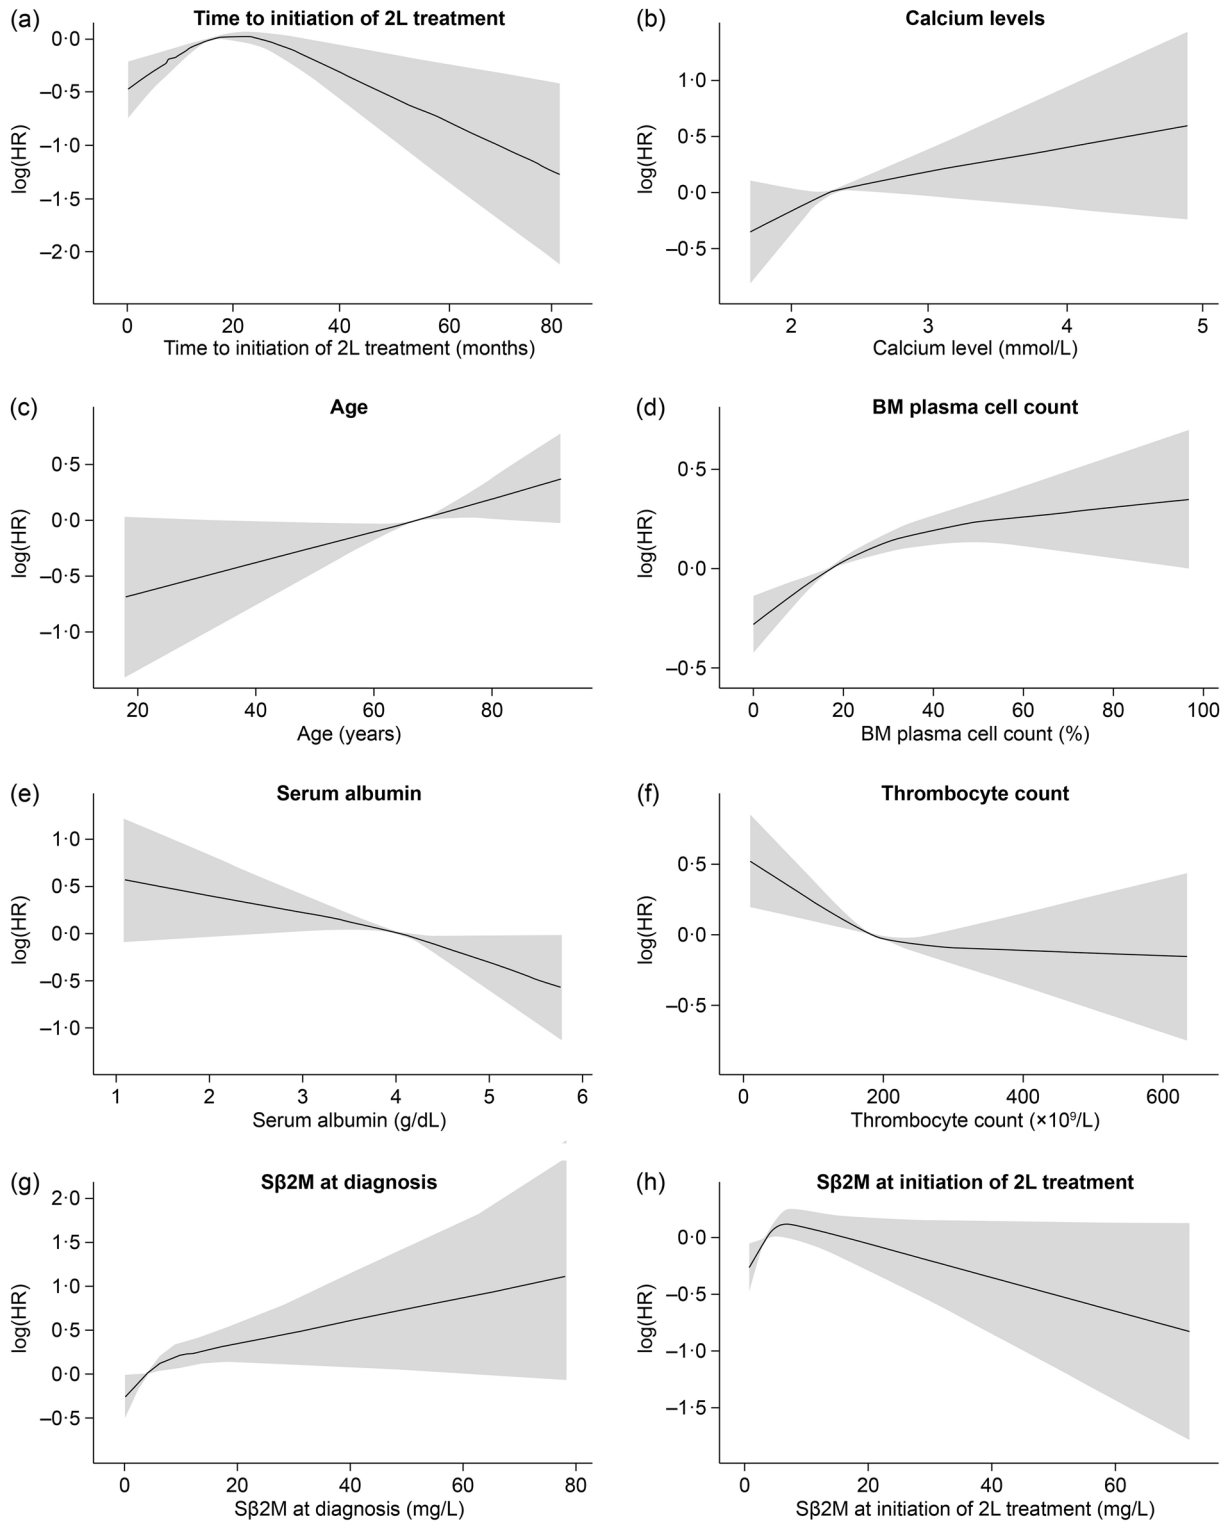 (a) Time to initiation of 2L treatment
0·0
–0·5
–1·0
–1·5
–2·0
log(HR)
0 20 40 60 80
Time to initiation of 2L treatment (months)
(b) Calcium levels
1·0
0·5
0·0
–0·5
log(HR)
2 3 4 5
Calcium level (mmol/L)
(c) Age
0·5
0·0
–0·5
–1·0
log(HR)
20 40 60 80
Age (years)
(d) BM plasma cell count
0·5
0·0
–0·5
log(HR)
0 20 40 60 80 100
BM plasma cell count (%)
(e) Serum albumin
1·0
0·5
0·0
–0·5
–1·0
log(HR)
1 2 3 4 5 6
Serum albumin (g/dL)
(f) Thrombocyte count
0·5
0·0
–0·5
log(HR)
0 200 400 600
Thrombocyte count (×10⁹/L)
(g) Sβ2M at diagnosis
2·0
1·5
1·0
0·5
0·0
–0·5
log(HR)
0 20 40 60 80
Sβ2M at diagnosis (mg/L)
(h) Sβ2M at initiation of 2L treatment
0·0
–0·5
–1·0
–1·5
log(HR)
0 20 40 60
Sβ2M at initiation of 2L treatment (mg/L)